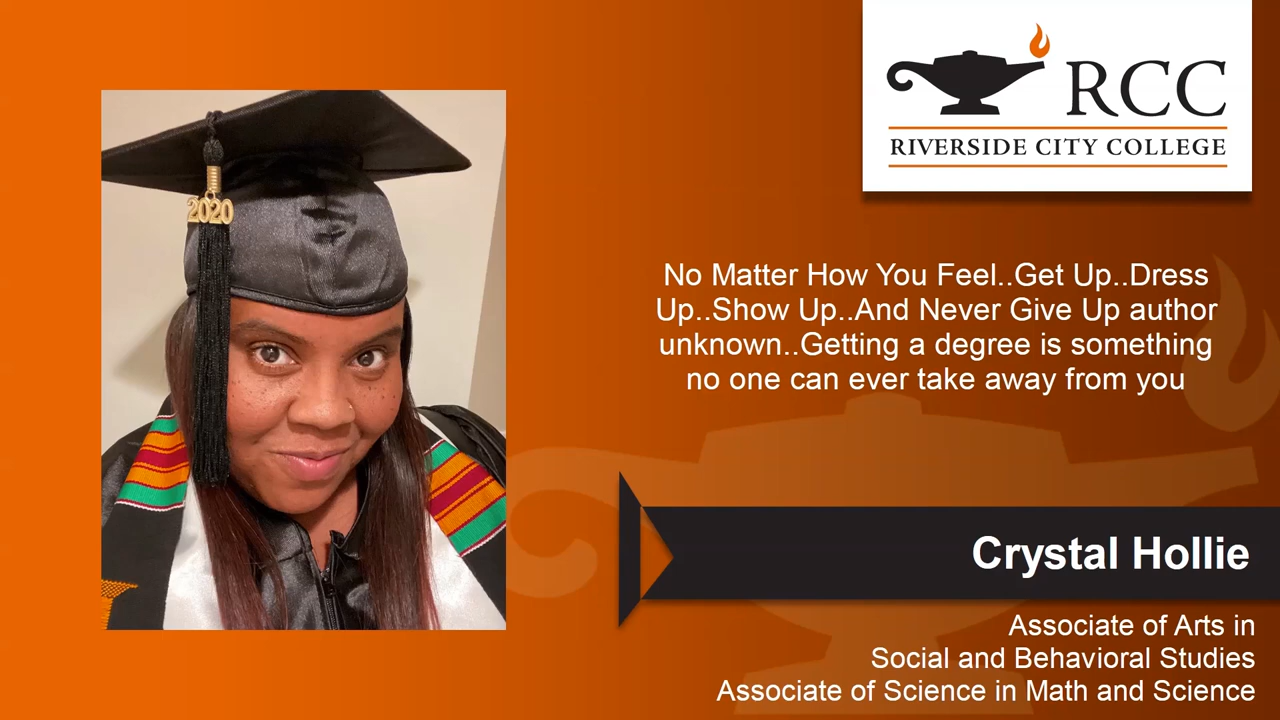 RCC
RIVERSIDE CITY COLLEGE
2020
No Matter How You Feel..Get Up..Dress
Up..Show Up..And Never Give Up author
unknown..Getting a degree is something
no one can ever take away from you
Crystal Hollie
Associate of Arts in
Social and Behavioral Studies
Associate of Science in Math and Science